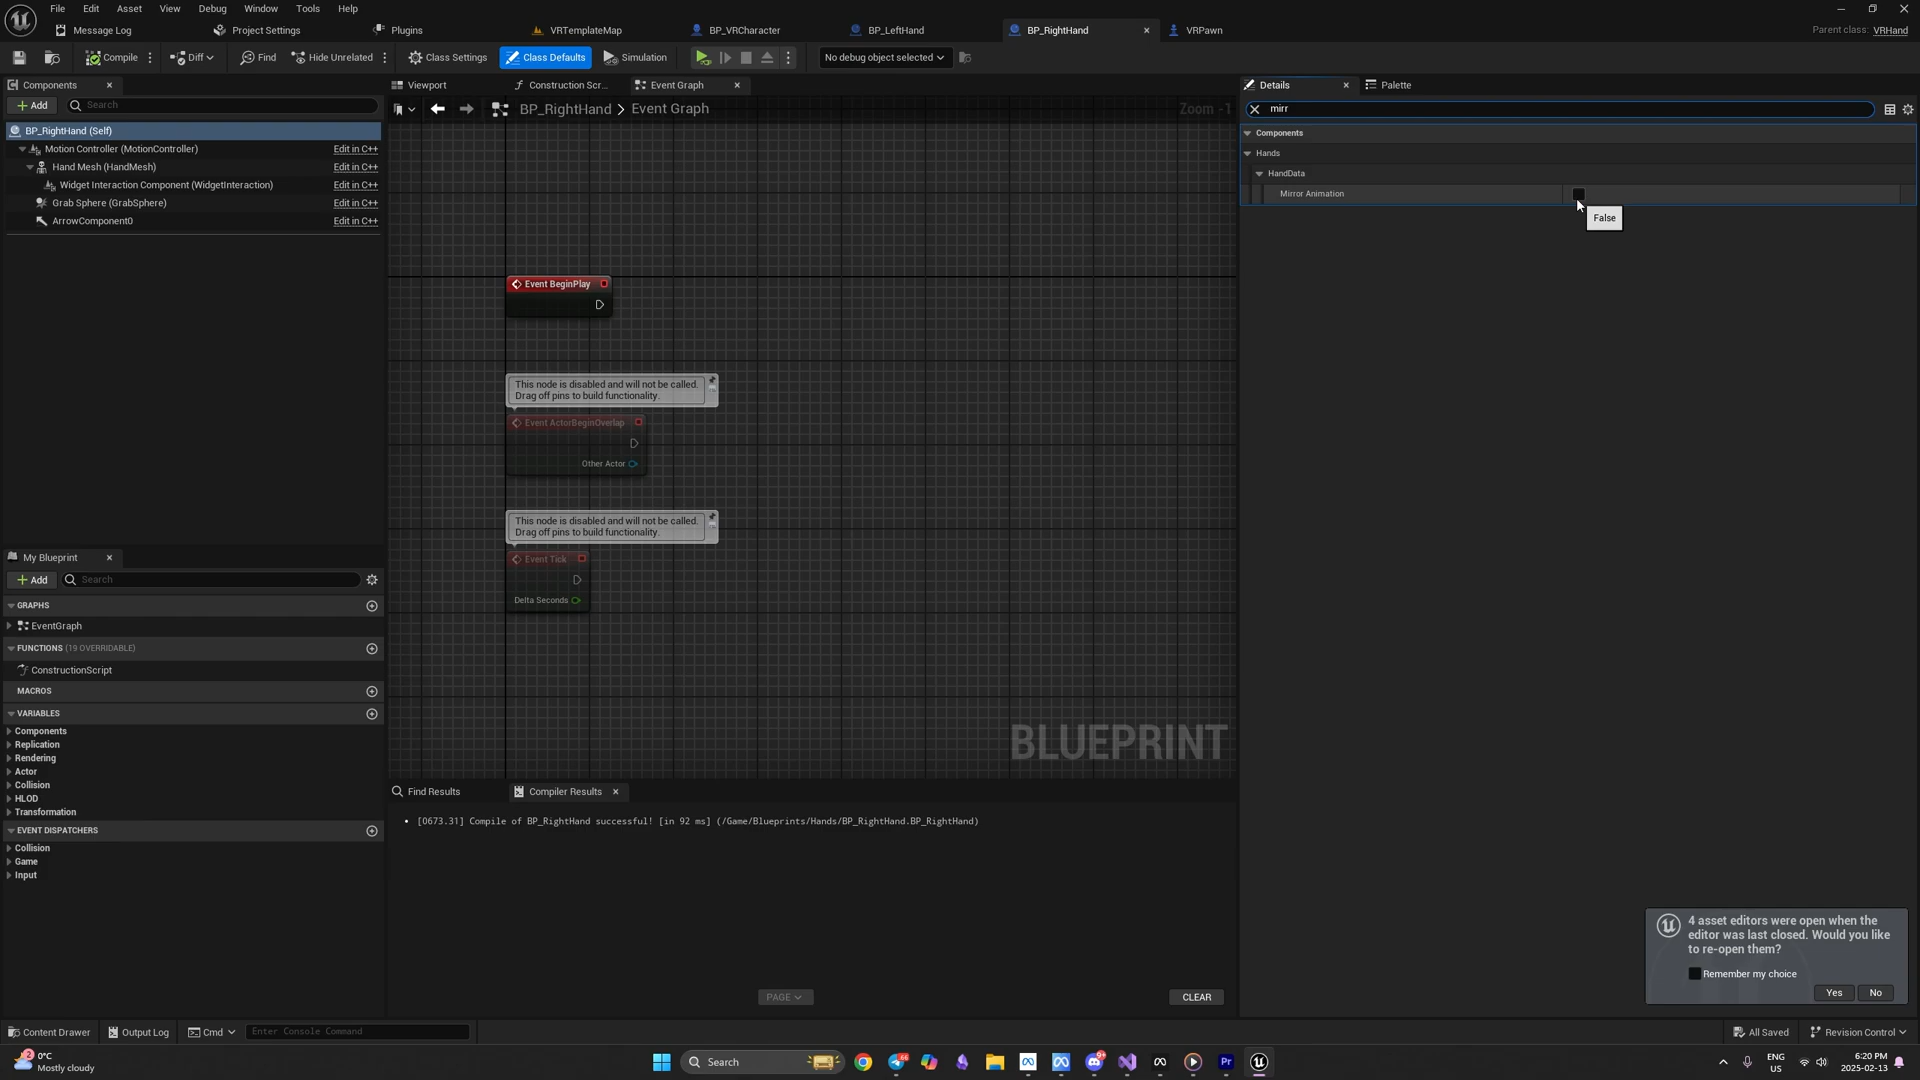 File Edit Asset View Debug Window Tools Help
Message Log Project Settings Plugins VRTemplateMap BP_VRCharacter BP_LeftHand BP_RightHand VRPawn Parent class: VRHand
Compile Diff Find Hide Unrelated Class Settings Class Defaults Simulation No debug object selected
Components
Add Search
BP_RightHand (Self)
Motion Controller (MotionController) Edit in C++
Hand Mesh (HandMesh) Edit in C++
Widget Interaction Component (WidgetInteraction) Edit in C++
Grab Sphere (GrabSphere) Edit in C++
ArrowComponent0 Edit in C++
My Blueprint
Add Search
GRAPHS
EventGraph
FUNCTIONS (19 OVERRIDABLE)
ConstructionScript
MACROS
VARIABLES
Components
Replication
Rendering
Actor
Collision
HLOD
Transformation
EVENT DISPATCHERS
Collision
Game
Input
Viewport Construction Scr... Event Graph
BP_RightHand > Event Graph Zoom -1
Event BeginPlay
This node is disabled and will not be called.
Drag off pins to build functionality.
Event ActorBeginOverlap
Other Actor
This node is disabled and will not be called.
Drag off pins to build functionality.
Event Tick
Delta Seconds
BLUEPRINT
Find Results Compiler Results
[0673.31] Compile of BP_RightHand successful! [in 92 ms] (/Game/Blueprints/Hands/BP_RightHand.BP_RightHand)
PAGE CLEAR
Details Palette
mirr
Components
Hands
HandData
Mirror Animation
False
4 asset editors were open when the
editor was last closed. Would you like
to re-open them?
Remember my choice
Yes No
Content Drawer Output Log Cmd Enter Console Command All Saved Revision Control
0°C
Mostly cloudy
Search
ENG
US
6:20 PM
2025-02-13